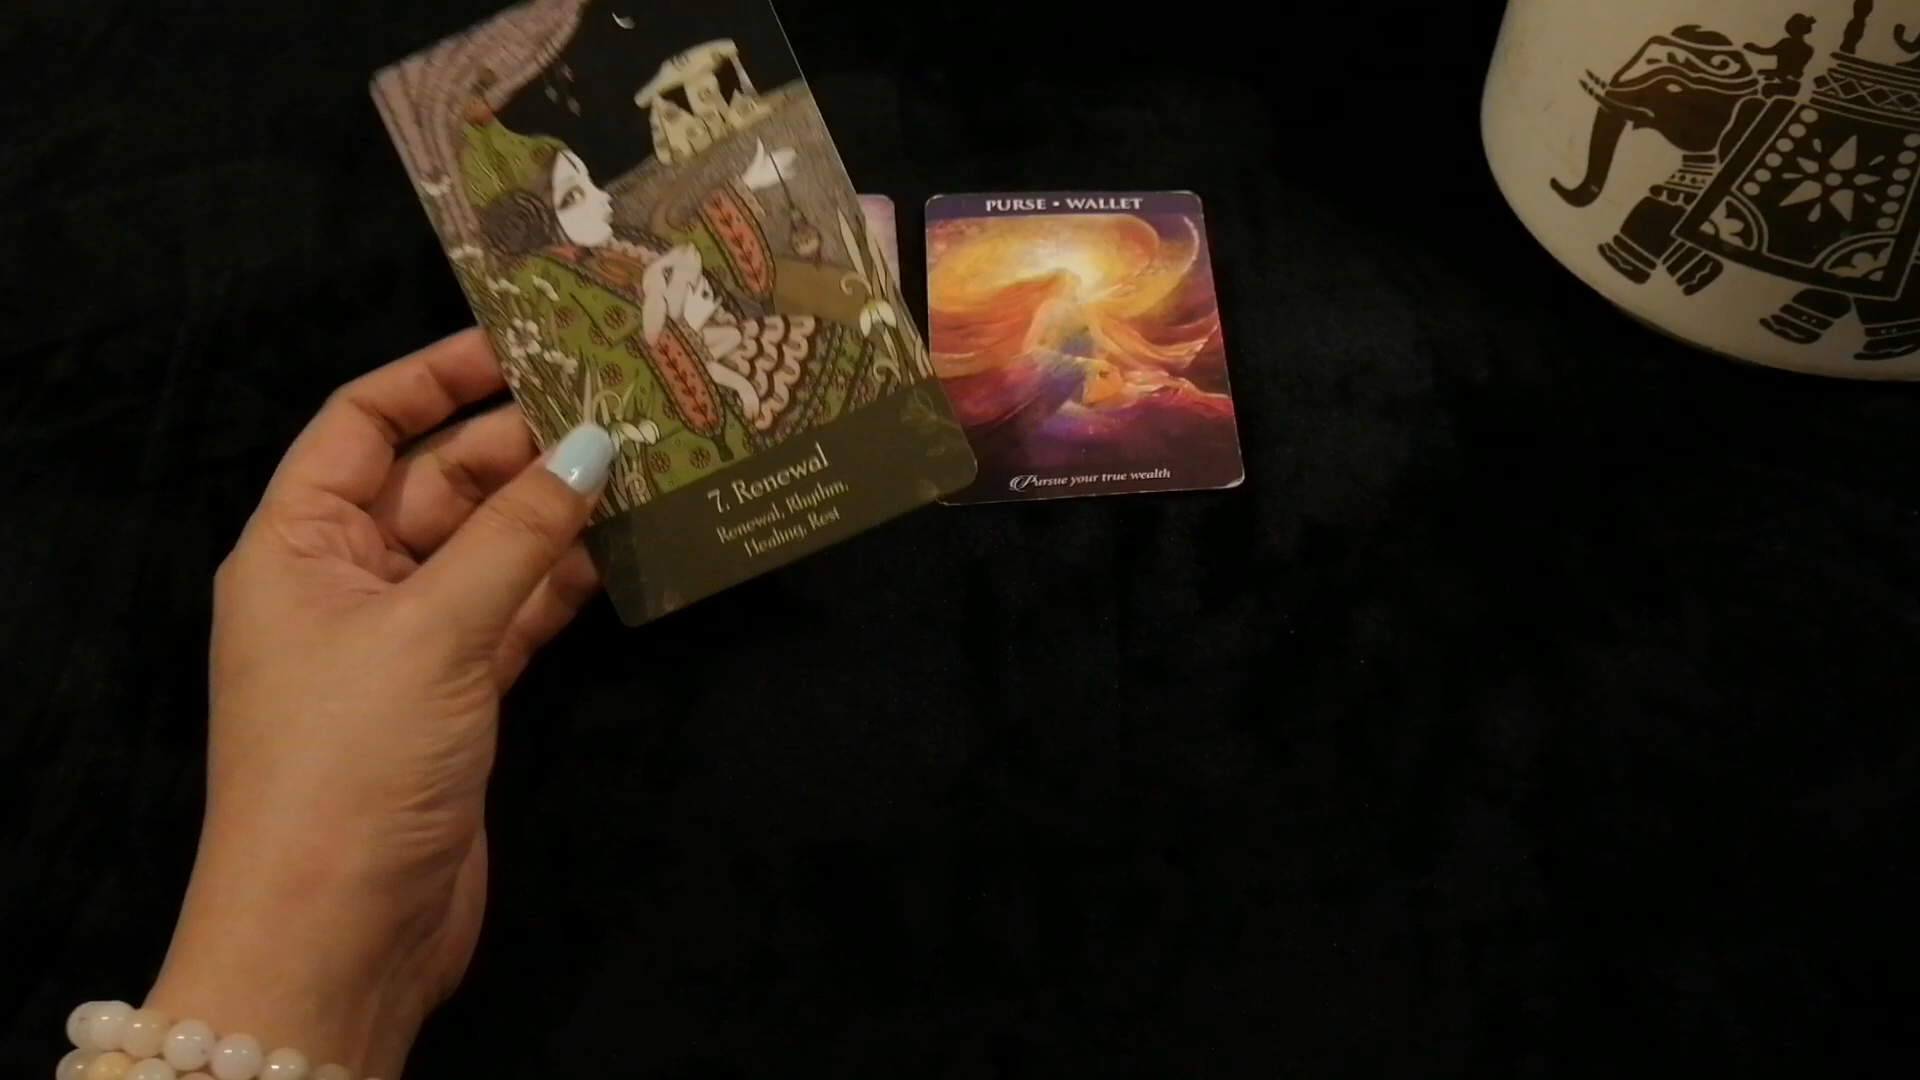 PURSE • WALLET
Pursue your true wealth
7. Renewal
Renewal, Rhythm,
Healing, Rest